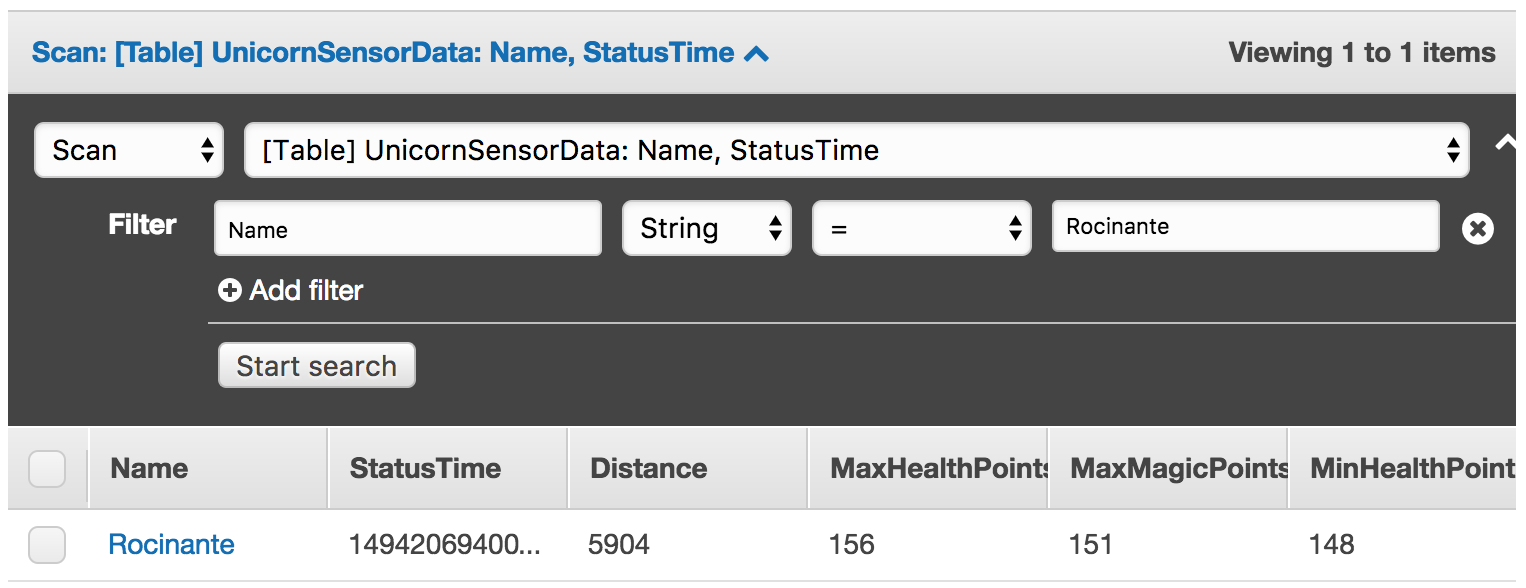 Scan: [Table] UnicornSensorData: Name, StatusTime Viewing 1 to 1 items
Scan [Table] UnicornSensorData: Name, StatusTime
Filter Name String = Rocinante
Add filter
Start search
Name StatusTime Distance MaxHealthPoints MaxMagicPoints MinHealthPoint
Rocinante 14942069400... 5904 156 151 148